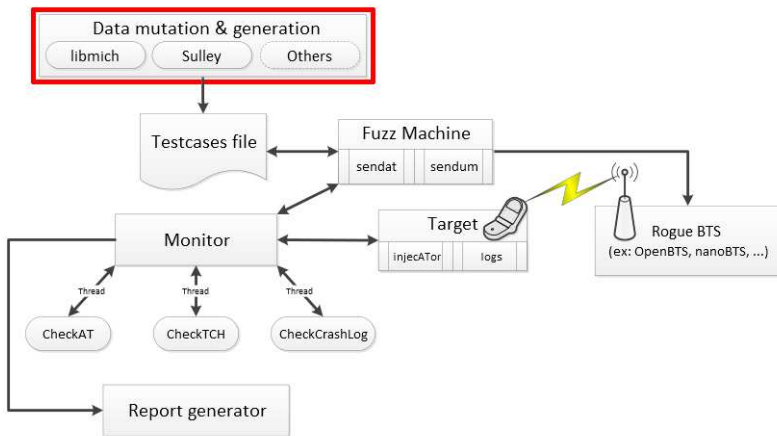 Data mutation & generation
libmich
Sulley
Others
Testcases file
Fuzz Machine
sendat
sendum
Monitor
Target
injecATor
logs
Rogue BTS
(ex: OpenBTS, nanoBTS, ...)
Thread
Thread
Thread
CheckAT
CheckTCH
CheckCrashLog
Report generator